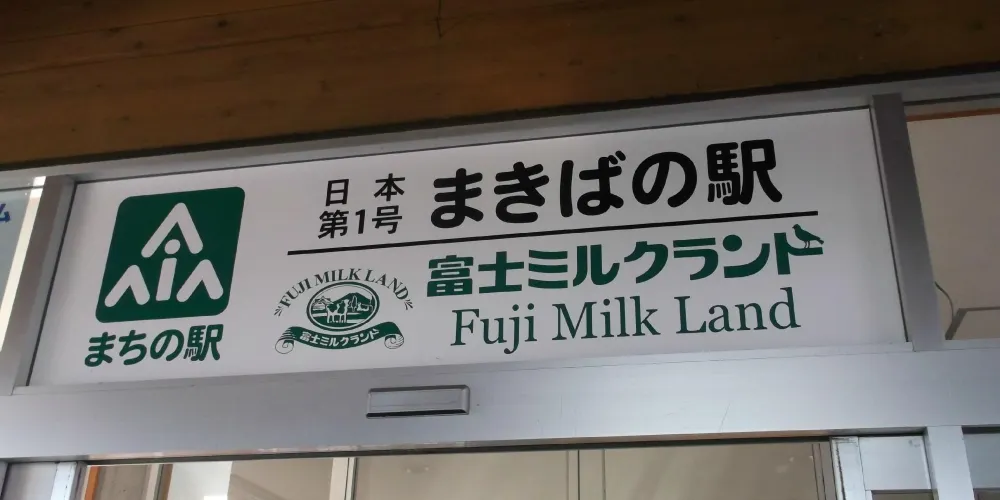 まちの駅
日本
第1号
まきばの駅
FUJI MILK LAND
富士ミルクランド
富士ミルクランド
Fuji Milk Land
ム